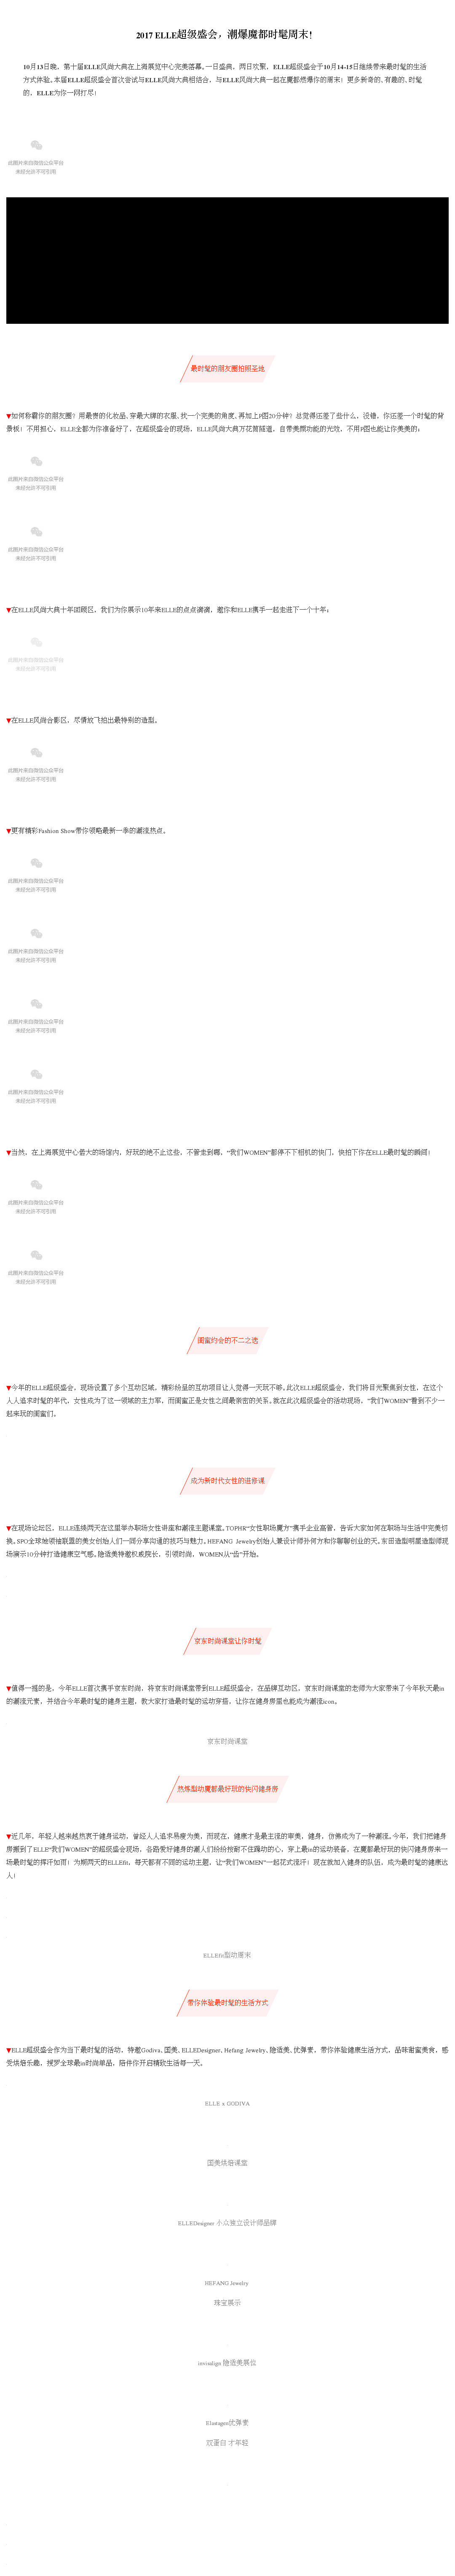 2017 ELLE超级盛会，潮爆魔都时髦周末！
10月13日晚，第十届ELLE风尚大典在上海展览中心完美落幕。一日盛典，两日欢聚，ELLE超级盛会于10月14-15日继续带来最时髦的生活
方式体验。本届ELLE超级盛会首次尝试与ELLE风尚大典相结合，与ELLE风尚大典一起在魔都燃爆你的周末！更多新奇的、有趣的、时髦
的，ELLE为你一网打尽！
此图片来自微信公众平台
未经允许不可引用
最时髦的朋友圈拍照圣地
▼如何称霸你的朋友圈？用最贵的化妆品、穿最大牌的衣服、找一个完美的角度、再加上P图20分钟？总觉得还差了些什么，没错，你还差一个时髦的背
景板！不用担心，ELLE全都为你准备好了，在超级盛会的现场，ELLE风尚大典万花筒隧道，自带美颜功能的光效，不用P图也能让你美美的；
此图片来自微信公众平台
未经允许不可引用
此图片来自微信公众平台
未经允许不可引用
▼在ELLE风尚大典十年回顾区，我们为你展示10年来ELLE的点点滴滴，邀你和ELLE携手一起走进下一个十年；
此图片来自微信公众平台
未经允许不可引用
▼在ELLE风尚合影区，尽情放飞拍出最特别的造型。
此图片来自微信公众平台
未经允许不可引用
▼更有精彩Fashion Show带你领略最新一季的潮流热点。
此图片来自微信公众平台
未经允许不可引用
此图片来自微信公众平台
未经允许不可引用
此图片来自微信公众平台
未经允许不可引用
此图片来自微信公众平台
未经允许不可引用
▼当然，在上海展览中心偌大的场馆内，好玩的绝不止这些，不管走到哪，“我们WOMEN”都停不下相机的快门，快拍下你在ELLE最时髦的瞬间！
此图片来自微信公众平台
未经允许不可引用
此图片来自微信公众平台
未经允许不可引用
闺蜜约会的不二之选
▼今年的ELLE超级盛会，现场设置了多个互动区域，精彩纷呈的互动项目让人觉得一天玩不够。此次ELLE超级盛会，我们将目光聚焦到女性，在这个
人人追求时髦的年代，女性成为了这一领域的主力军，而闺蜜正是女性之间最亲密的关系。就在此次超级盛会的活动现场，“我们WOMEN”看到不少一
起来玩的闺蜜们。
成为新时代女性的进修课
▼在现场论坛区，ELLE连续两天在这里举办职场女性讲座和潮流主题课堂。TOPHR“女性职场魔方”携手企业高管，告诉大家如何在职场与生活中完美切
换。SPO全球地领袖联盟的美女创始人们一同分享沟通的技巧与魅力。HEFANG Jewelry创始人兼设计师孙何方和你聊聊创业的天。东田造型明星造型师现
场演示10分钟打造健康空气感。隐适美特邀权威院长，引领时尚，WOMEN从“齿”开始。
京东时尚课堂让你时髦
▼值得一提的是，今年ELLE首次携手京东时尚，将京东时尚课堂带到ELLE超级盛会，在品牌互动区，京东时尚课堂的老师为大家带来了今年秋天最in
的潮流元素，并结合今年最时髦的健身主题，教大家打造最时髦的运动穿搭，让你在健身房里也能成为潮流icon。
京东时尚课堂
热炼型动魔都最好玩的快闪健身房
▼近几年，年轻人越来越热衷于健身运动，曾经人人追求易瘦为美，而现在，健康才是最主流的审美，健身，仿佛成为了一种潮流。今年，我们把健身
房搬到了ELLE“我们WOMEN”的超级盛会现场，各路爱好健身的潮人们纷纷按耐不住躁动的心，穿上最in的运动装备，在魔都最好玩的快闪健身房来一
场最时髦的挥汗如雨！为期两天的ELLEfit，每天都有不同的运动主题，让“我们WOMEN”一起花式流汗！现在就加入健身的队伍，成为最时髦的健康达
人！
ELLEfit型动周末
带你体验最时髦的生活方式
▼ELLE超级盛会作为当下最时髦的活动，特邀Godiva、国美、ELLEDesigner、Hefang Jewelry、隐适美、优弹素，带你体验健康生活方式，品味甜蜜美食，感
受烘焙乐趣，搜罗全球最in时尚单品，陪伴你开启精致生活每一天。
ELLE x GODIVA
国美烘焙课堂
ELLEDesigner 小众独立设计师品牌
HEFANG Jewelry
珠宝展示
invisalign 隐适美展位
Elastagen优弹素
沉蛋白 才年轻